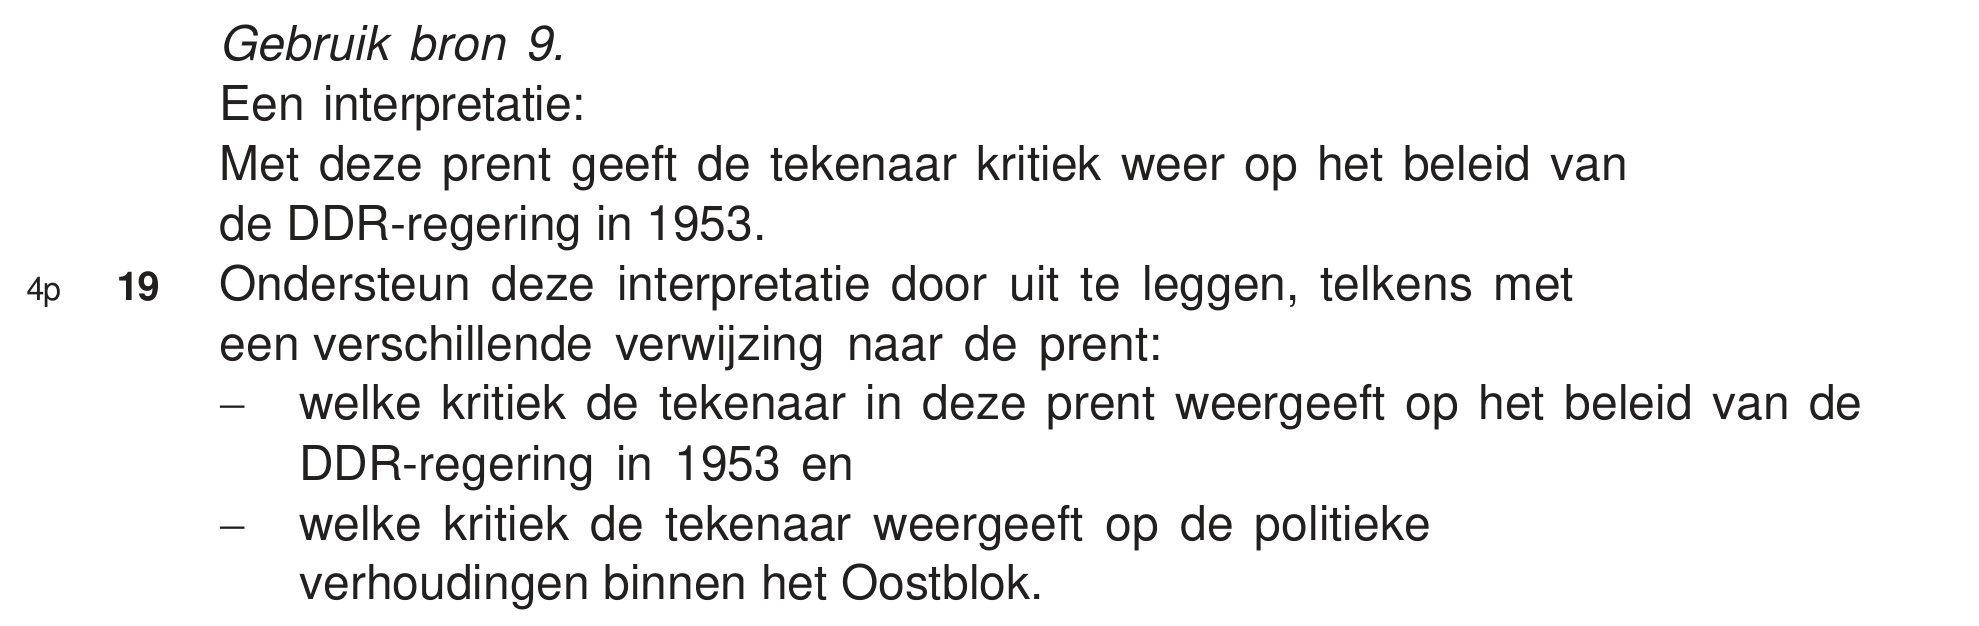 Gebruik bron 9.
Een interpretatie:
Met deze prent geeft de tekenaar kritiek weer op het beleid van
de DDR-regering in 1953.
4p 19 Ondersteun deze interpretatie door uit te leggen, telkens met
een verschillende verwijzing naar de prent:
– welke kritiek de tekenaar in deze prent weergeeft op het beleid van de
DDR-regering in 1953 en
– welke kritiek de tekenaar weergeeft op de politieke
verhoudingen binnen het Oostblok.